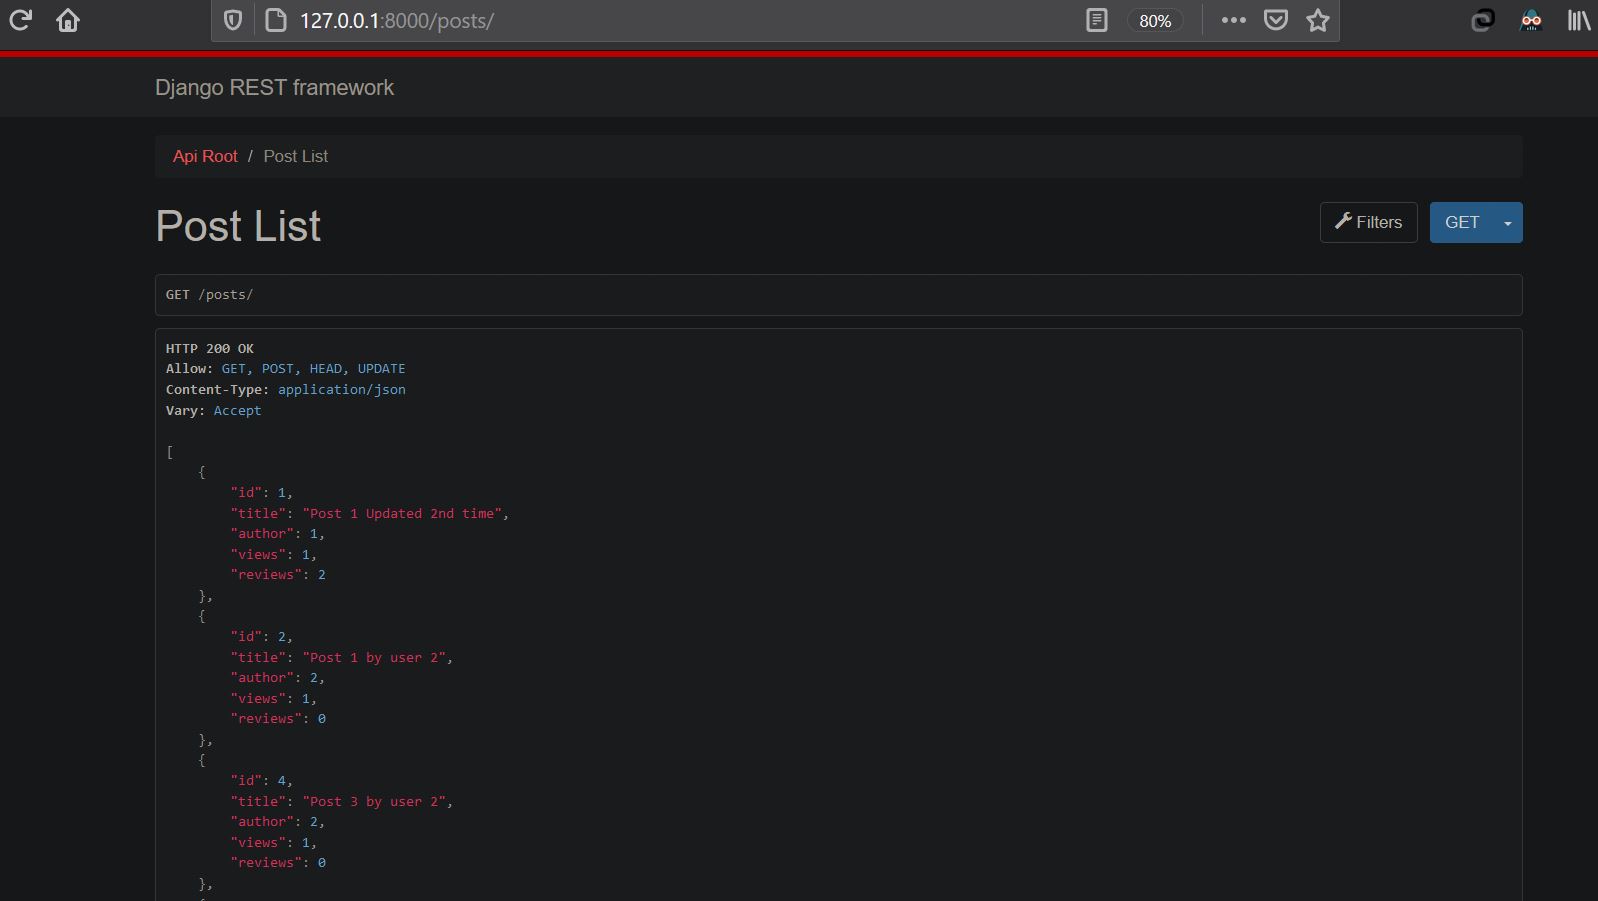 127.0.0.1:8000/posts/
80%
Django REST framework
Api Root / Post List
Post List
Filters
GET
GET /posts/
HTTP 200 OK
Allow: GET, POST, HEAD, UPDATE
Content-Type: application/json
Vary: Accept
[
{
"id": 1,
"title": "Post 1 Updated 2nd time",
"author": 1,
"views": 1,
"reviews": 2
},
{
"id": 2,
"title": "Post 1 by user 2",
"author": 2,
"views": 1,
"reviews": 0
},
{
"id": 4,
"title": "Post 3 by user 2",
"author": 2,
"views": 1,
"reviews": 0
},
{